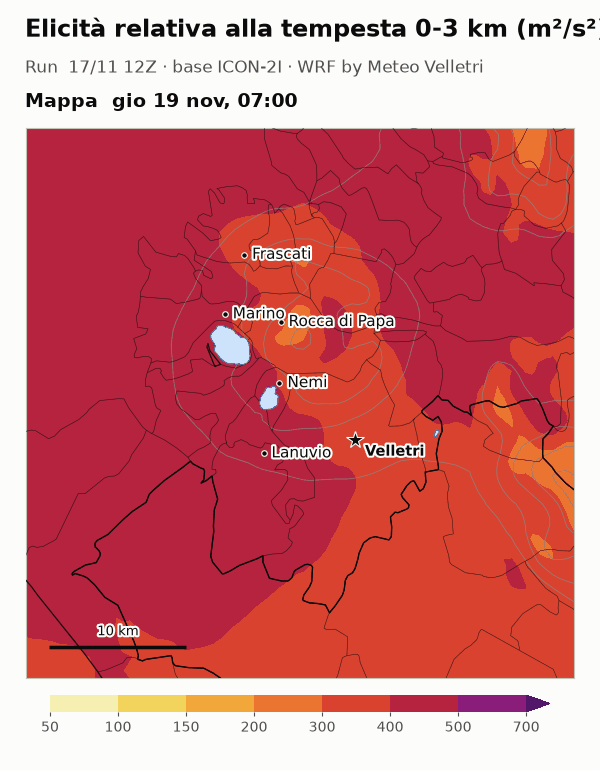 Elicità relativa alla tempesta 0-3 km (m²/s²)
Run 17/11 12Z · base ICON-2I · WRF by Meteo Velletri
Mappa gio 19 nov, 07:00
Frascati
Marino
Rocca di Papa
Nemi
Velletri
Lanuvio
10 km
50 100 150 200 300 400 500 700